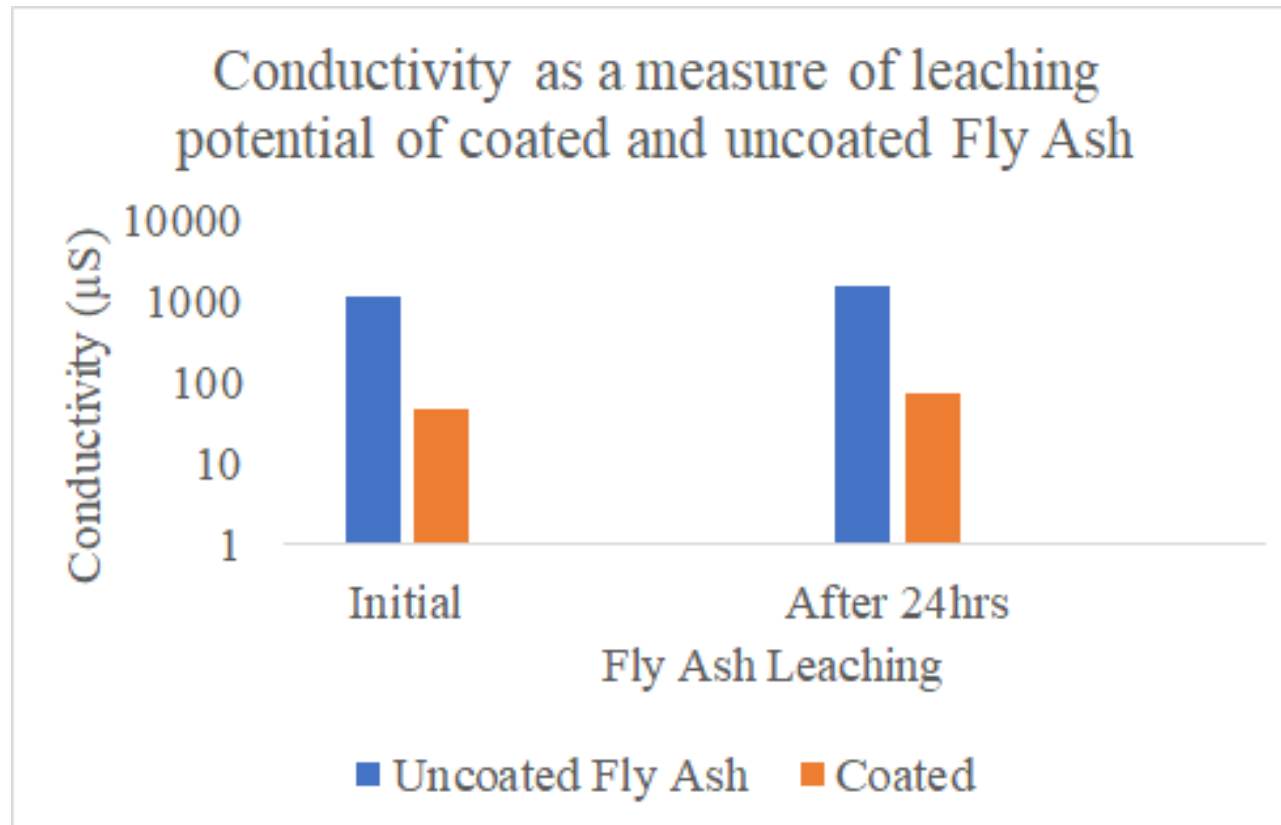 Conductivity as a measure of leaching
potential of coated and uncoated Fly Ash
Conductivity (µS)
10000
1000
100
10
1
Initial
After 24hrs
Fly Ash Leaching
Uncoated Fly Ash
Coated